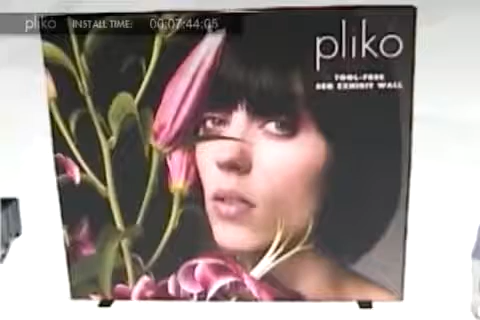 pliko INSTALL TIME: 00:07:44:05
pliko
TOOL-FREE
SEG EXHIBIT WALL